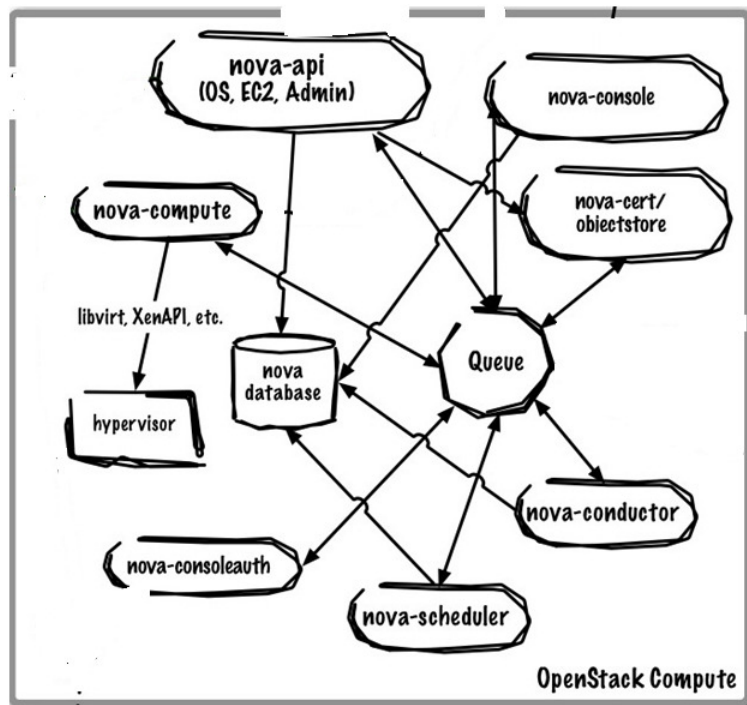 nova-api
(OS, EC2, Admin)
nova-console
nova-cert/
objectstore
nova-compute
libvirt, XenAPI, etc.
Queue
nova
database
hypervisor
nova-conductor
nova-consoleauth
nova-scheduler
OpenStack Compute